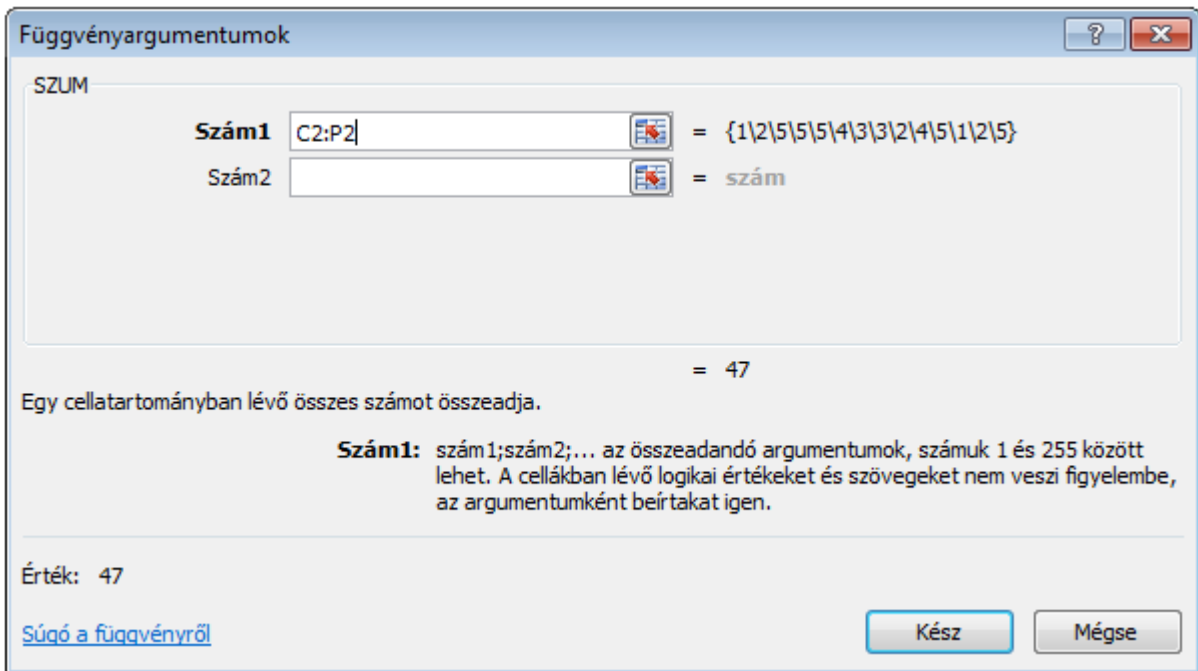 Függvényargumentumok
SZUM
Szám1 C2:P2 = {1\2\5\5\5\4\3\3\2\4\5\1\2\5}
Szám2 = szám
= 47
Egy cellatartományban lévő összes számot összeadja.
Szám1: szám1;szám2;... az összeadandó argumentumok, számuk 1 és 255 között
lehet. A cellákban lévő logikai értékeket és szövegeket nem veszi figyelembe,
az argumentumként beírtakat igen.
Érték: 47
Súgó a függvényről Kész Mégse